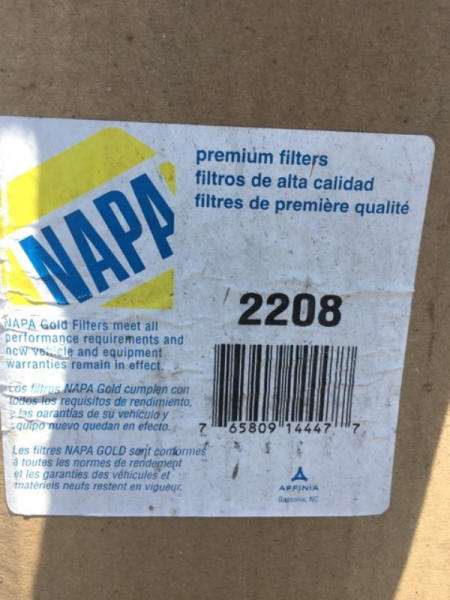 NAPA
premium filters
filtros de alta calidad
filtres de première qualité
2208
NAPA Gold Filters meet all
performance requirements and
new vehicle and equipment
warranties remain in effect.
Los filtros NAPA Gold cumplen con
todos los requisitos de rendimiento,
y las garantías de su vehículo y
equipo nuevo quedan en efecto.
Les filtres NAPA GOLD sont conformes
à toutes les normes de rendement
et les garanties des véhicules et
matériels neufs restent en vigueur.
7 65809 14447 7
AFFINIA
Gastonia, NC